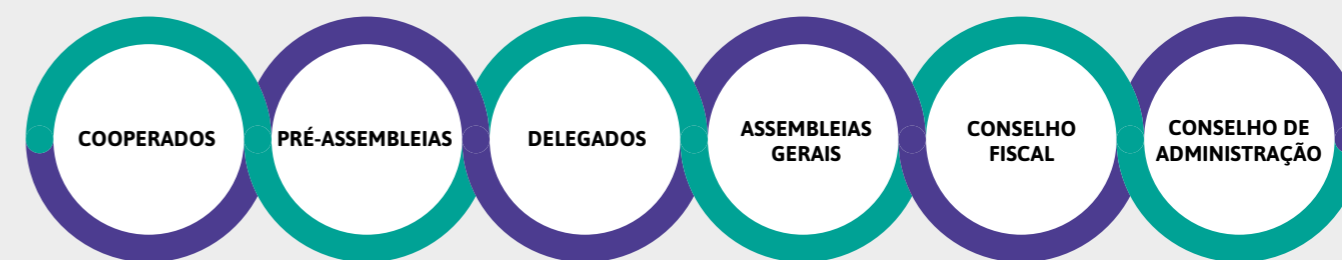 COOPERADOS
PRÉ-ASSEMBLEIAS
DELEGADOS
ASSEMBLEIAS
GERAIS
CONSELHO
FISCAL
CONSELHO DE
ADMINISTRAÇÃO